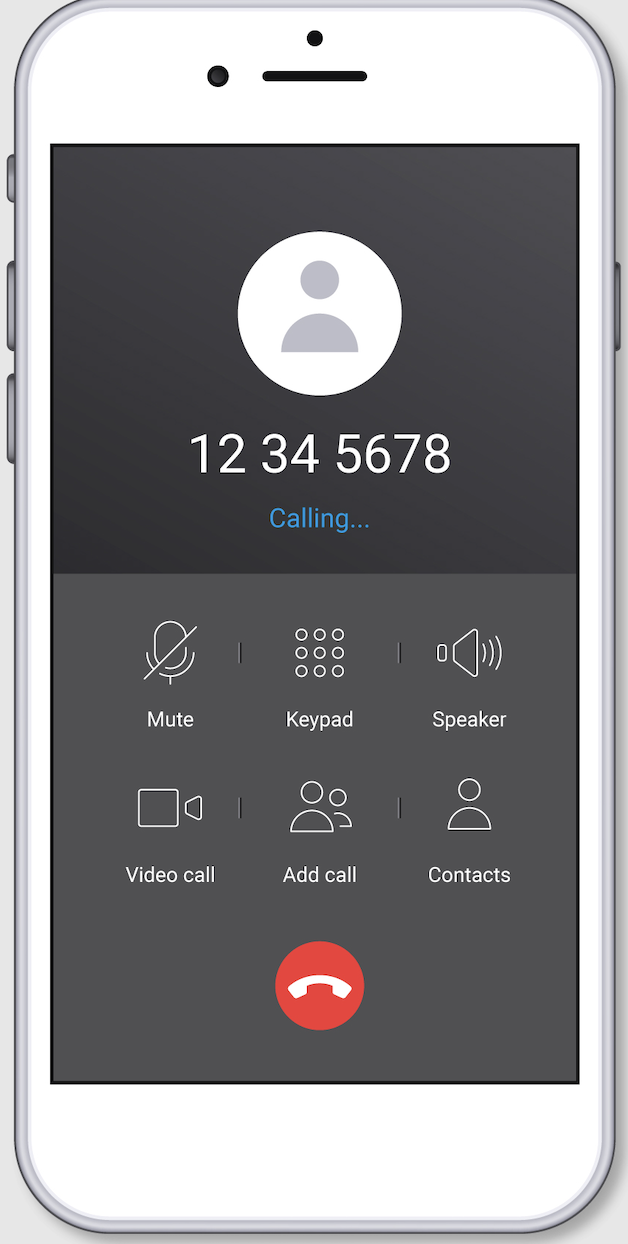 12 34 5678
Calling...
Mute
Keypad
Speaker
Video call
Add call
Contacts